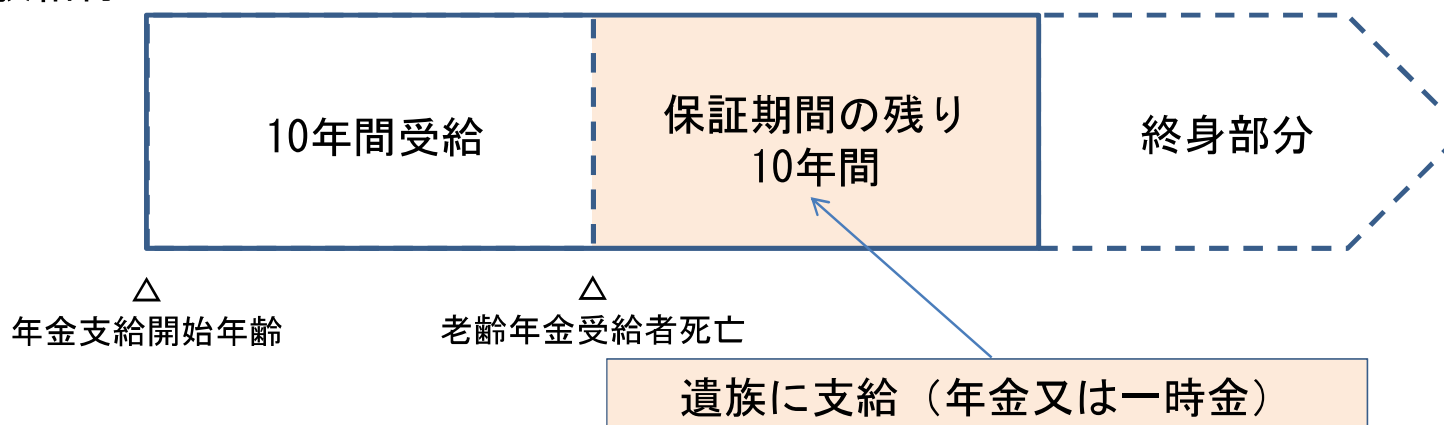 10年間受給
保証期間の残り
10年間
終身部分
△
△
年金支給開始年齢
老齢年金受給者死亡
遺族に支給（年金又は一時金）